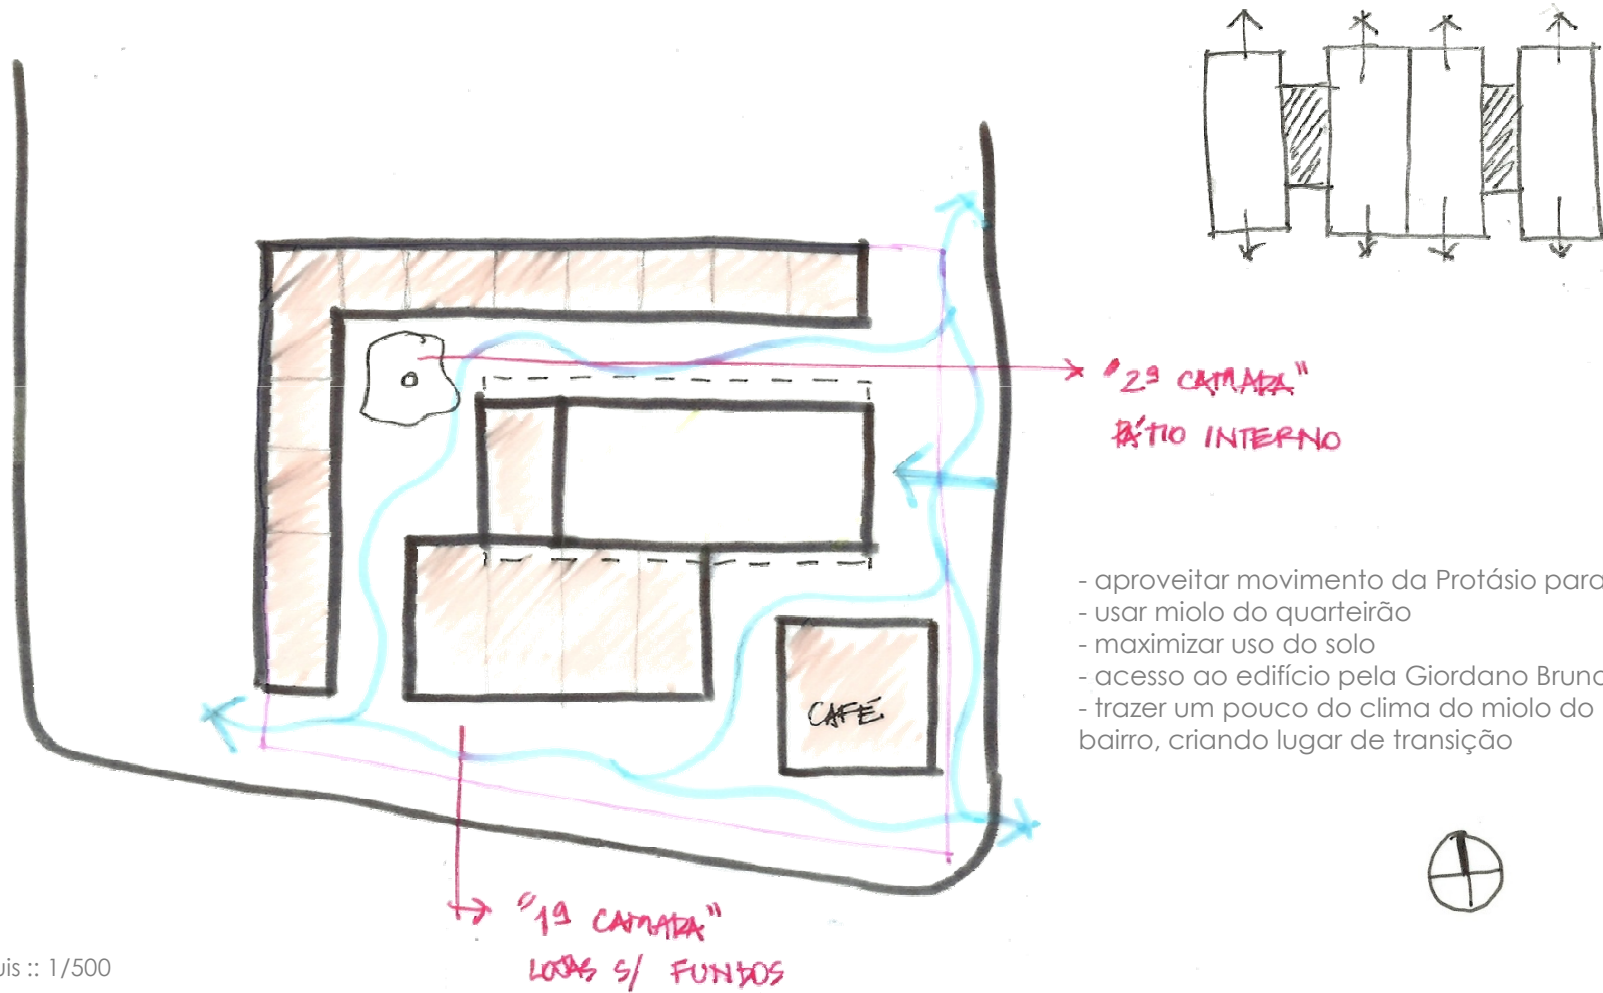 "2ª CAMADA"
PÁTIO INTERNO
- aproveitar movimento da Protásio para
- usar miolo do quarteirão
- maximizar uso do solo
- acesso ao edifício pela Giordano Bruno
- trazer um pouco do clima do miolo do
bairro, criando lugar de transição
CAFÉ
"1ª CAMADA"
LOJAS S/ FUNDOS
uis :: 1/500